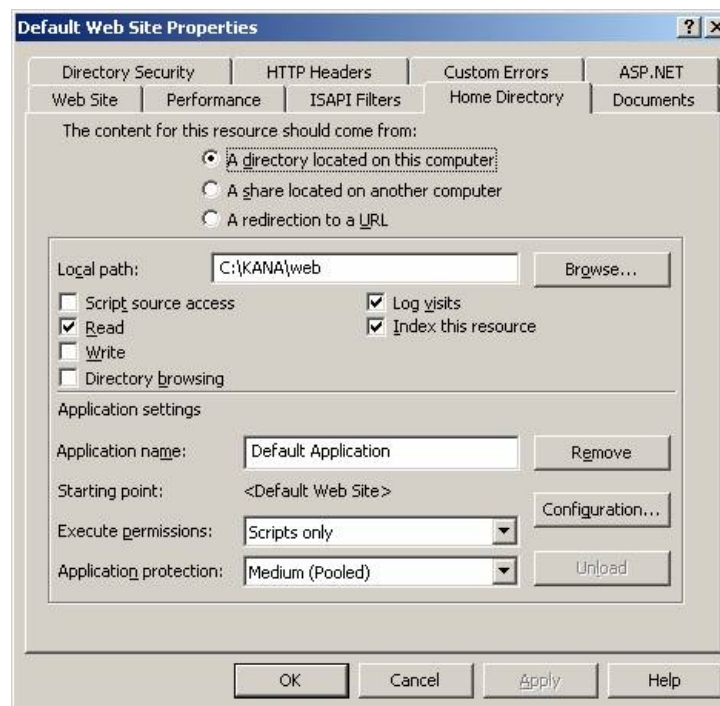 Default Web Site Properties
Directory Security HTTP Headers Custom Errors ASP.NET
Web Site Performance ISAPI Filters Home Directory Documents
The content for this resource should come from:
A directory located on this computer
A share located on another computer
A redirection to a URL
Local path: C:\KANA\web Browse...
Script source access Log visits
Read Index this resource
Write
Directory browsing
Application settings
Application name: Default Application Remove
Starting point: <Default Web Site>
Configuration...
Execute permissions: Scripts only
Application protection: Medium (Pooled) Unload
OK Cancel Apply Help